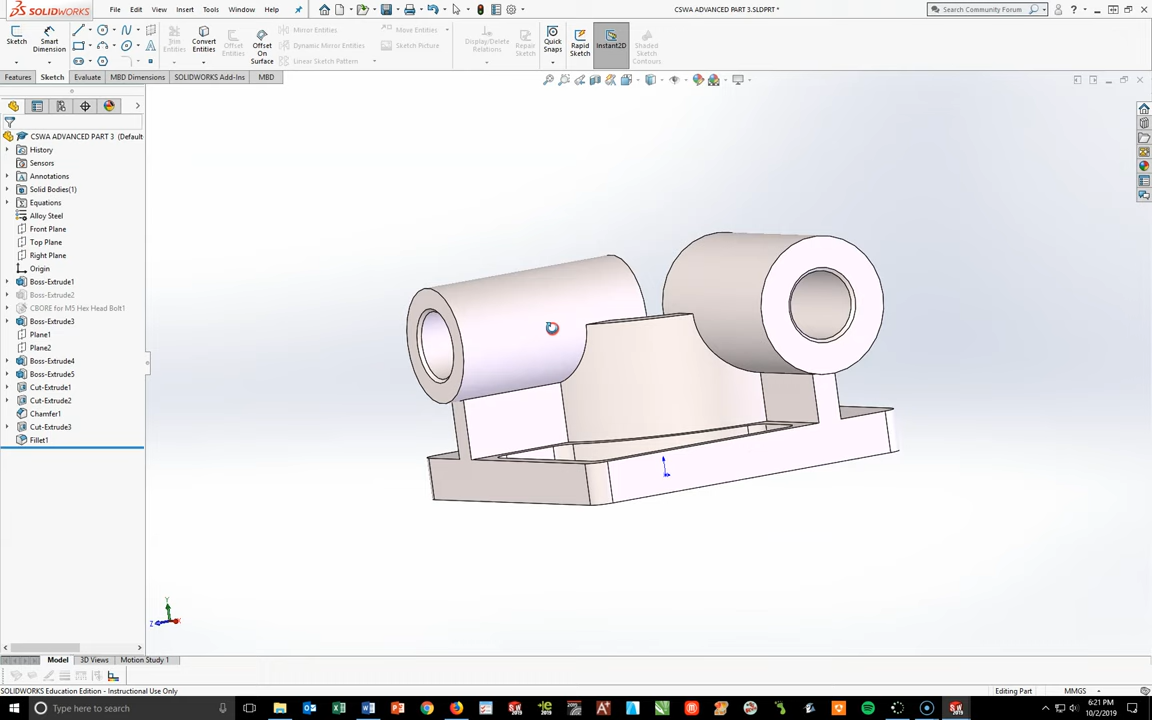 SOLIDWORKS File Edit View Insert Tools Window Help CSWA ADVANCED PART 3.SLDPRT * Search Community Forum ?
Sketch Smart Dimension Trim Entities Convert Entities Offset Entities Offset On Surface Mirror Entities Dynamic Mirror Entities Linear Sketch Pattern Move Entities Sketch Picture Display/Delete Relations Repair Sketch Quick Snaps Rapid Sketch Instant2D Shaded Sketch Contours
Features Sketch Evaluate MBD Dimensions SOLIDWORKS Add-Ins MBD
CSWA ADVANCED PART 3 (Default
History
Sensors
Annotations
Solid Bodies(1)
Equations
Alloy Steel
Front Plane
Top Plane
Right Plane
Origin
Boss-Extrude1
Boss-Extrude2
CBORE for M5 Hex Head Bolt1
Boss-Extrude3
Plane1
Plane2
Boss-Extrude4
Boss-Extrude5
Cut-Extrude1
Cut-Extrude2
Chamfer1
Cut-Extrude3
Fillet1
Y
Z
Model 3D Views Motion Study 1
SOLIDWORKS Education Edition - Instructional Use Only Editing Part MMGS
Type here to search 6:21 PM
10/2/2019